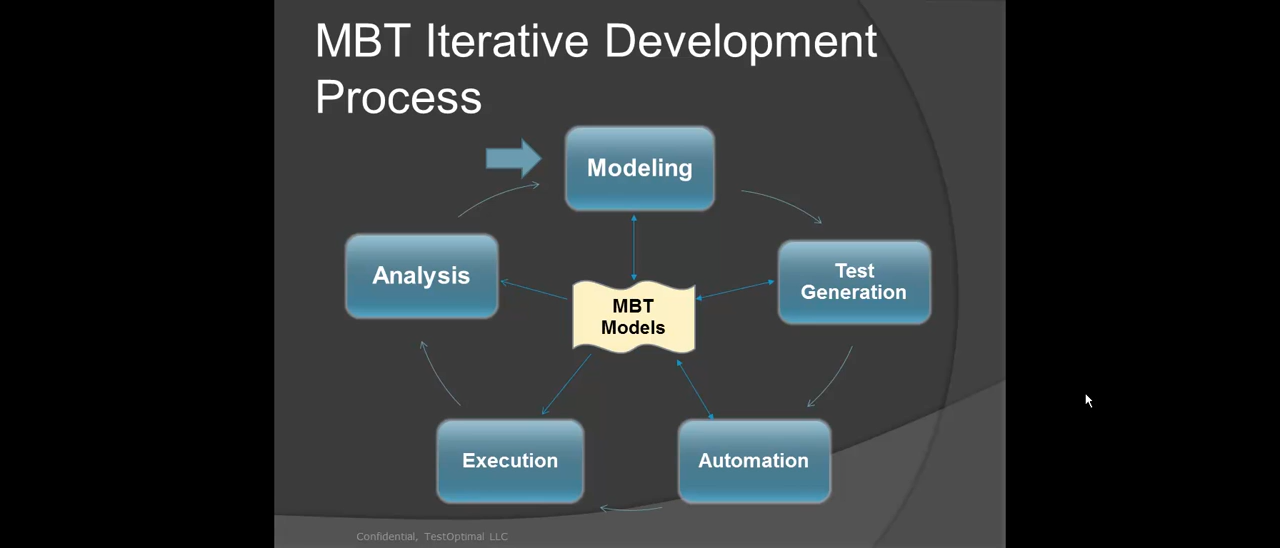 MBT Iterative Development
Process
Modeling
Analysis
Test
Generation
MBT
Models
Execution
Automation
Confidential, TestOptimal LLC